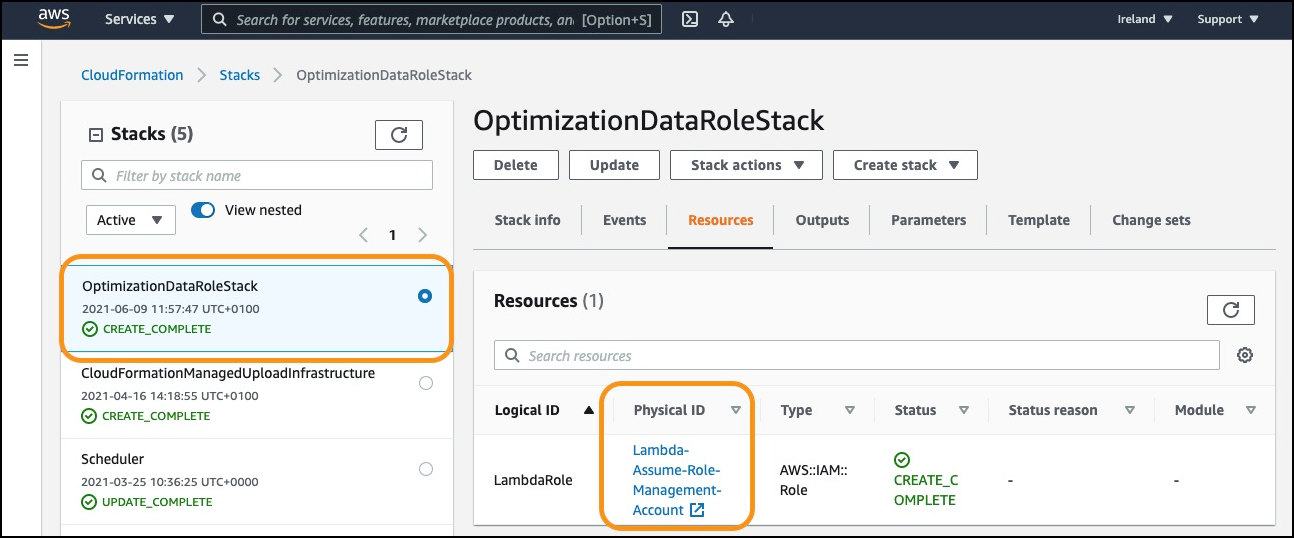 aws
Services
Search for services, features, marketplace products, an
[Option+S]
Ireland
Support
CloudFormation
Stacks
OptimizationDataRoleStack
Stacks (5)
Filter by stack name
Active
View nested
1
OptimizationDataRoleStack
2021-06-09 11:57:47 UTC+0100
CREATE_COMPLETE
CloudFormationManagedUploadInfrastructure
2021-04-16 14:18:55 UTC+0100
CREATE_COMPLETE
Scheduler
2021-03-25 10:36:25 UTC+0000
UPDATE_COMPLETE
OptimizationDataRoleStack
Delete
Update
Stack actions
Create stack
Stack info
Events
Resources
Outputs
Parameters
Template
Change sets
Resources (1)
Search resources
Logical ID
Physical ID
Type
Status
Status reason
Module
LambdaRole
Lambda-
Assume-Role-
Management-
Account
AWS::IAM::
Role
CREATE_C
OMPLETE
-
-